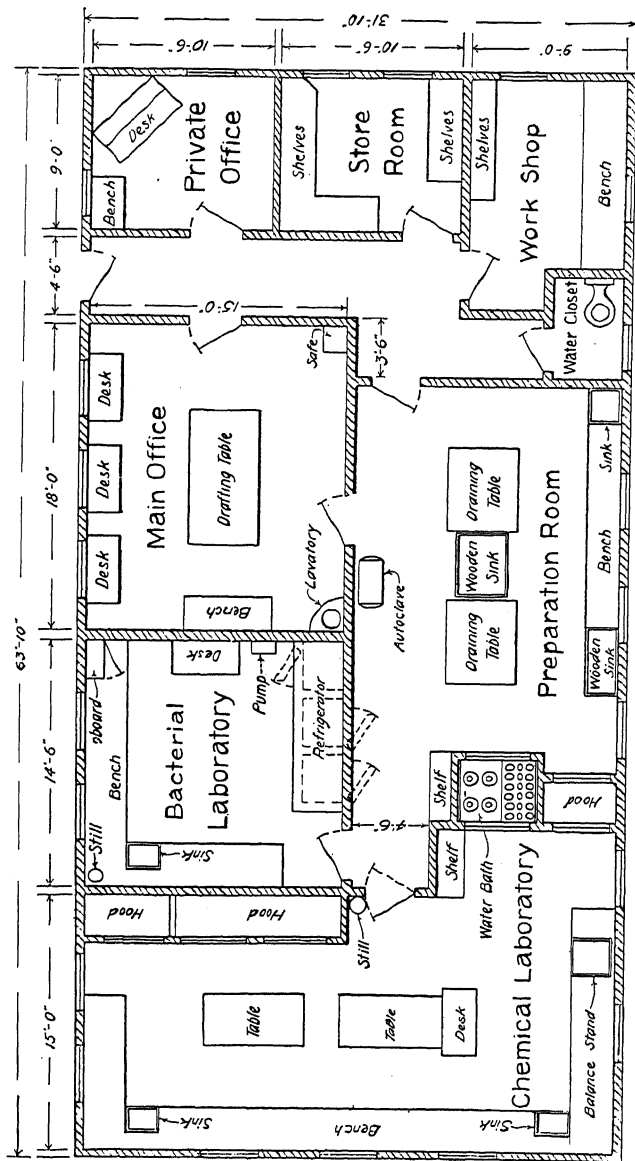 63'-10"
15'-0"
14'-6"
18'-0"
4'-6"
9'-0"
31'-10"
10'-6"
10'-6"
9'-0"
Hood
Hood
Still
Table
Table
Desk
Sink
Bench
Sink
Balance Stand
Chemical Laboratory
Still
Bench
Sink
Bacterial
Laboratory
Desk
Pump
Refrigerator
4'-6"
Shelf
Shelf
Water Bath
Hood
Desk
Desk
Desk
Main Office
Drafting Table
Bench
Lavatory
Safe
15'-0"
3'-6"
Autoclave
Draining
Table
Wooden
Sink
Draining
Table
Preparation Room
Wooden
Sink
Bench
Sink
Bench
Desk
Private
Office
Shelves
Store
Room
Shelves
Shelves
Work Shop
Bench
Water Closet